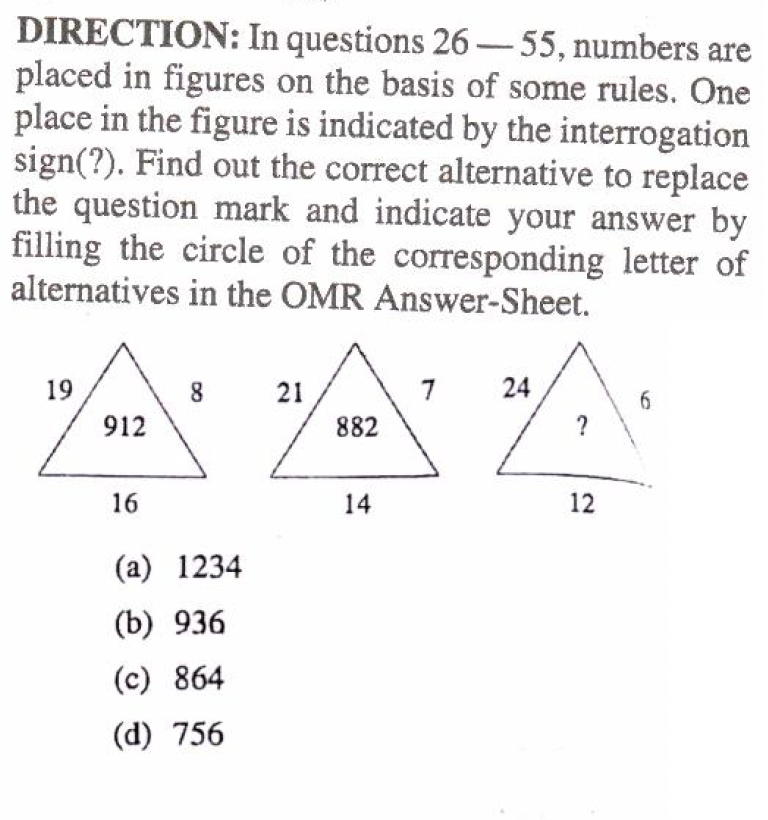 DIRECTION: In questions 26 — 55, numbers are
placed in figures on the basis of some rules. One
place in the figure is indicated by the interrogation
sign(?). Find out the correct alternative to replace
the question mark and indicate your answer by
filling the circle of the corresponding letter of
alternatives in the OMR Answer-Sheet.
19 8 21 7 24 6
912 882 ?
16 14 12
(a) 1234
(b) 936
(c) 864
(d) 756